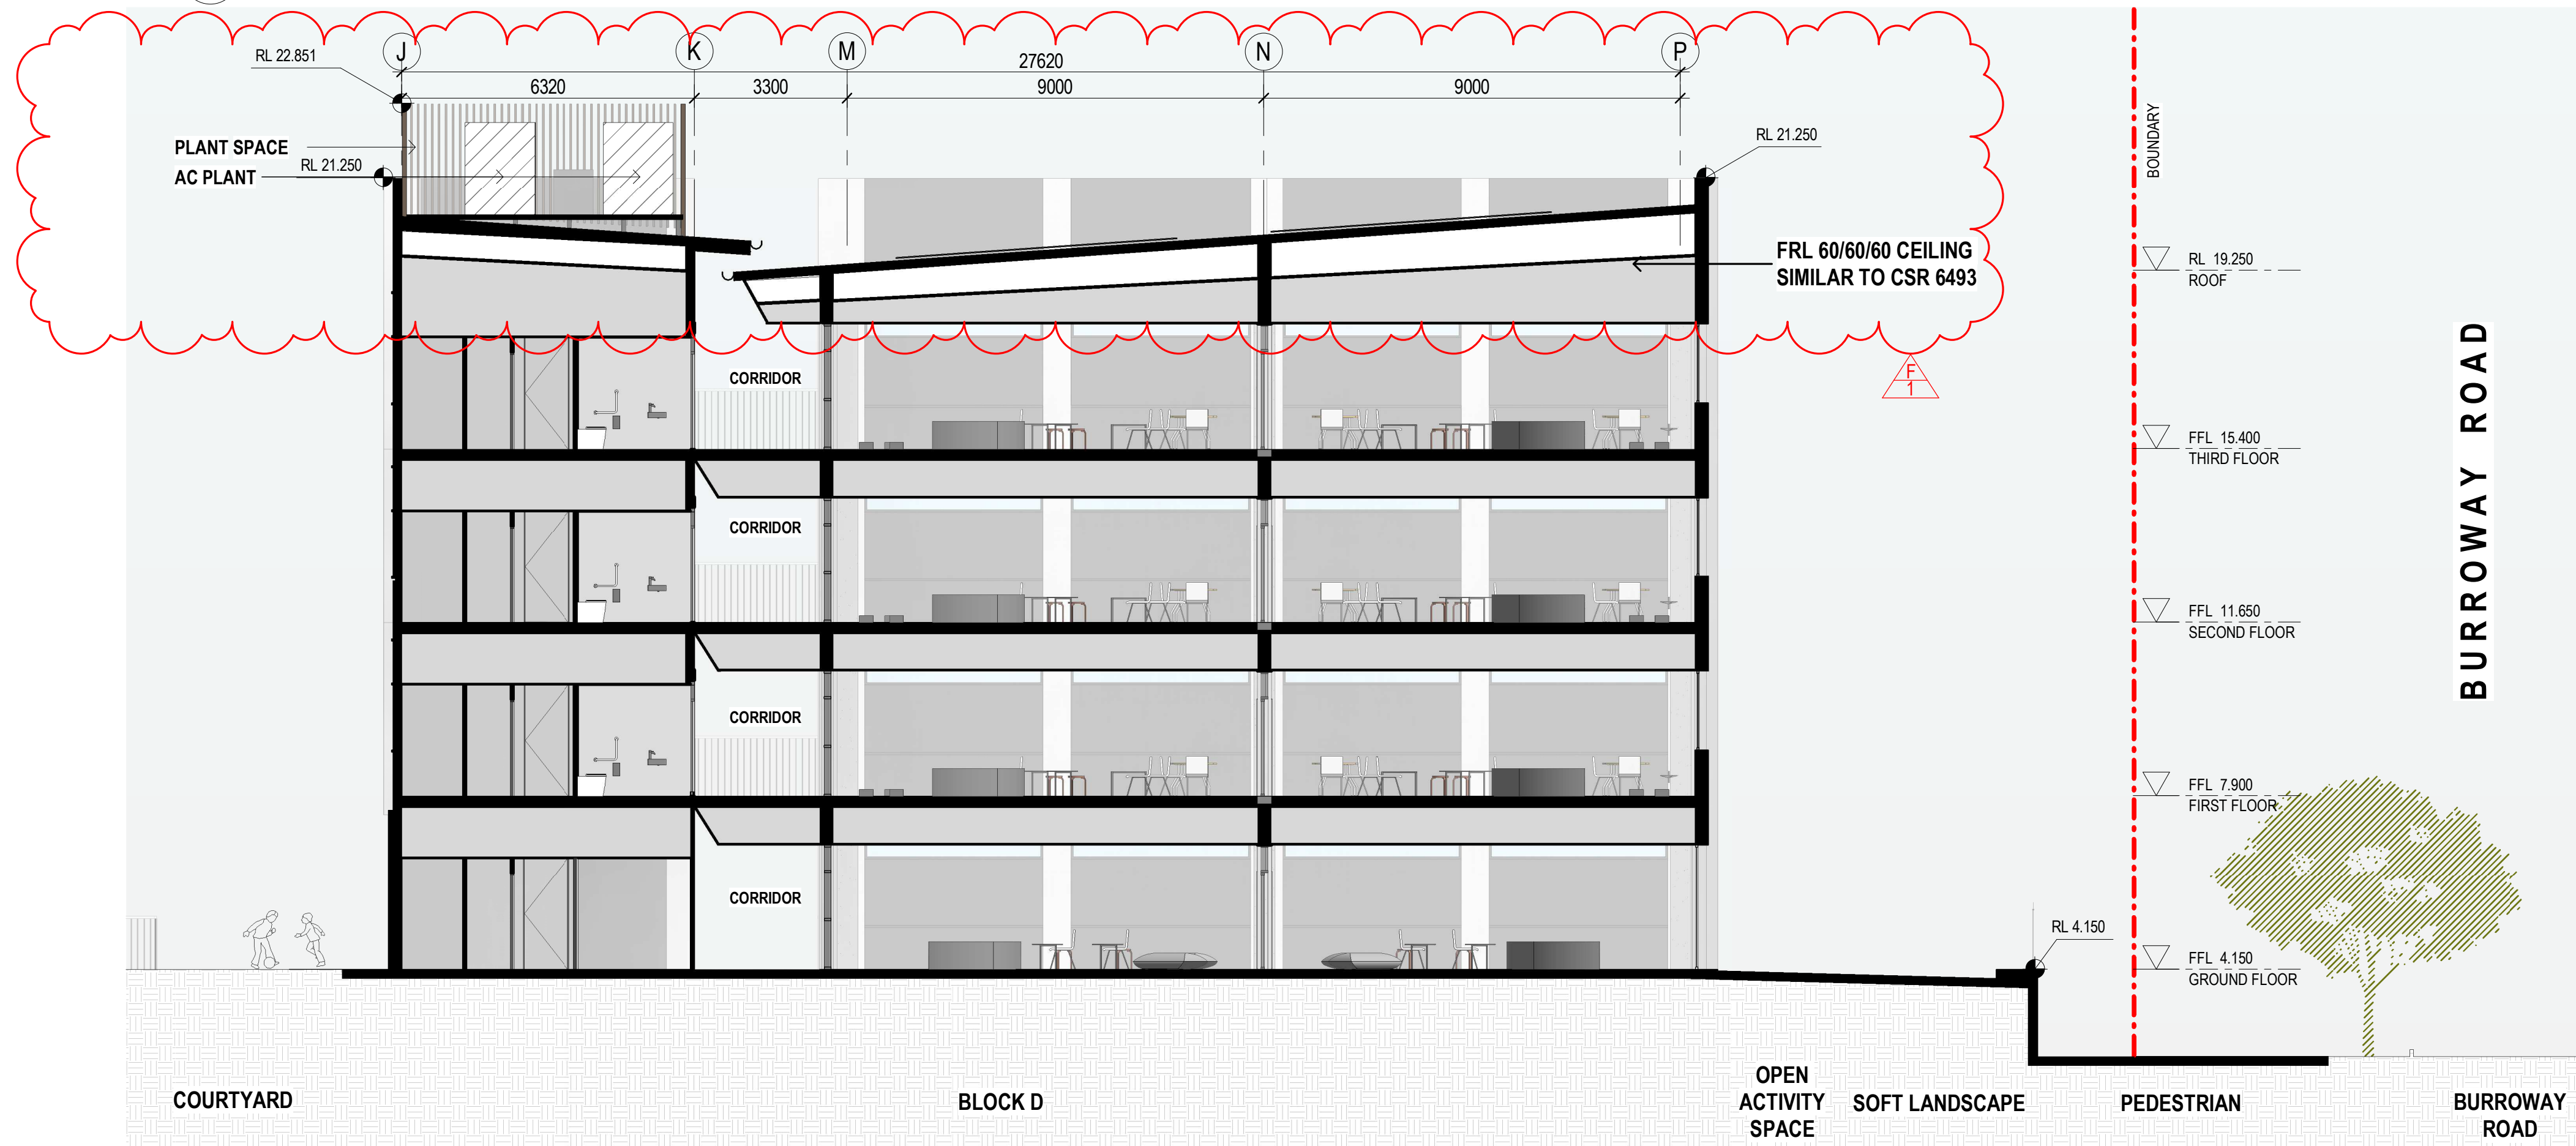 J
K
M
N
P
RL 22.851
27620
6320
3300
9000
9000
PLANT SPACE
AC PLANT
RL 21.250
RL 21.250
BOUNDARY
FRL 60/60/60 CEILING
SIMILAR TO CSR 6493
RL 19.250
ROOF
F
1
CORRIDOR
FFL 15.400
THIRD FLOOR
BURROWAY ROAD
CORRIDOR
FFL 11.650
SECOND FLOOR
CORRIDOR
FFL 7.900
FIRST FLOOR
CORRIDOR
RL 4.150
FFL 4.150
GROUND FLOOR
COURTYARD
BLOCK D
OPEN
ACTIVITY
SPACE
SOFT LANDSCAPE
PEDESTRIAN
BURROWAY
ROAD